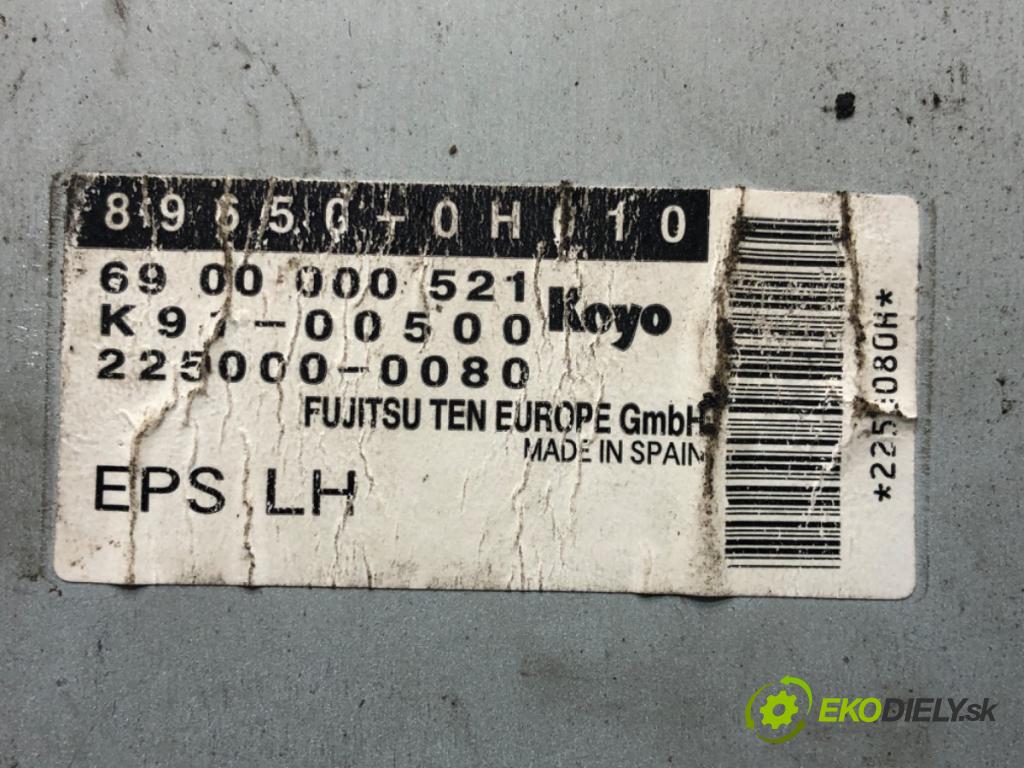 89650-0H010
69 00 000 521
K97-00500
Koyo
225000-0080
FUJITSU TEN EUROPE GmbH
MADE IN SPAIN
EPS LH
EKODIELY.sk